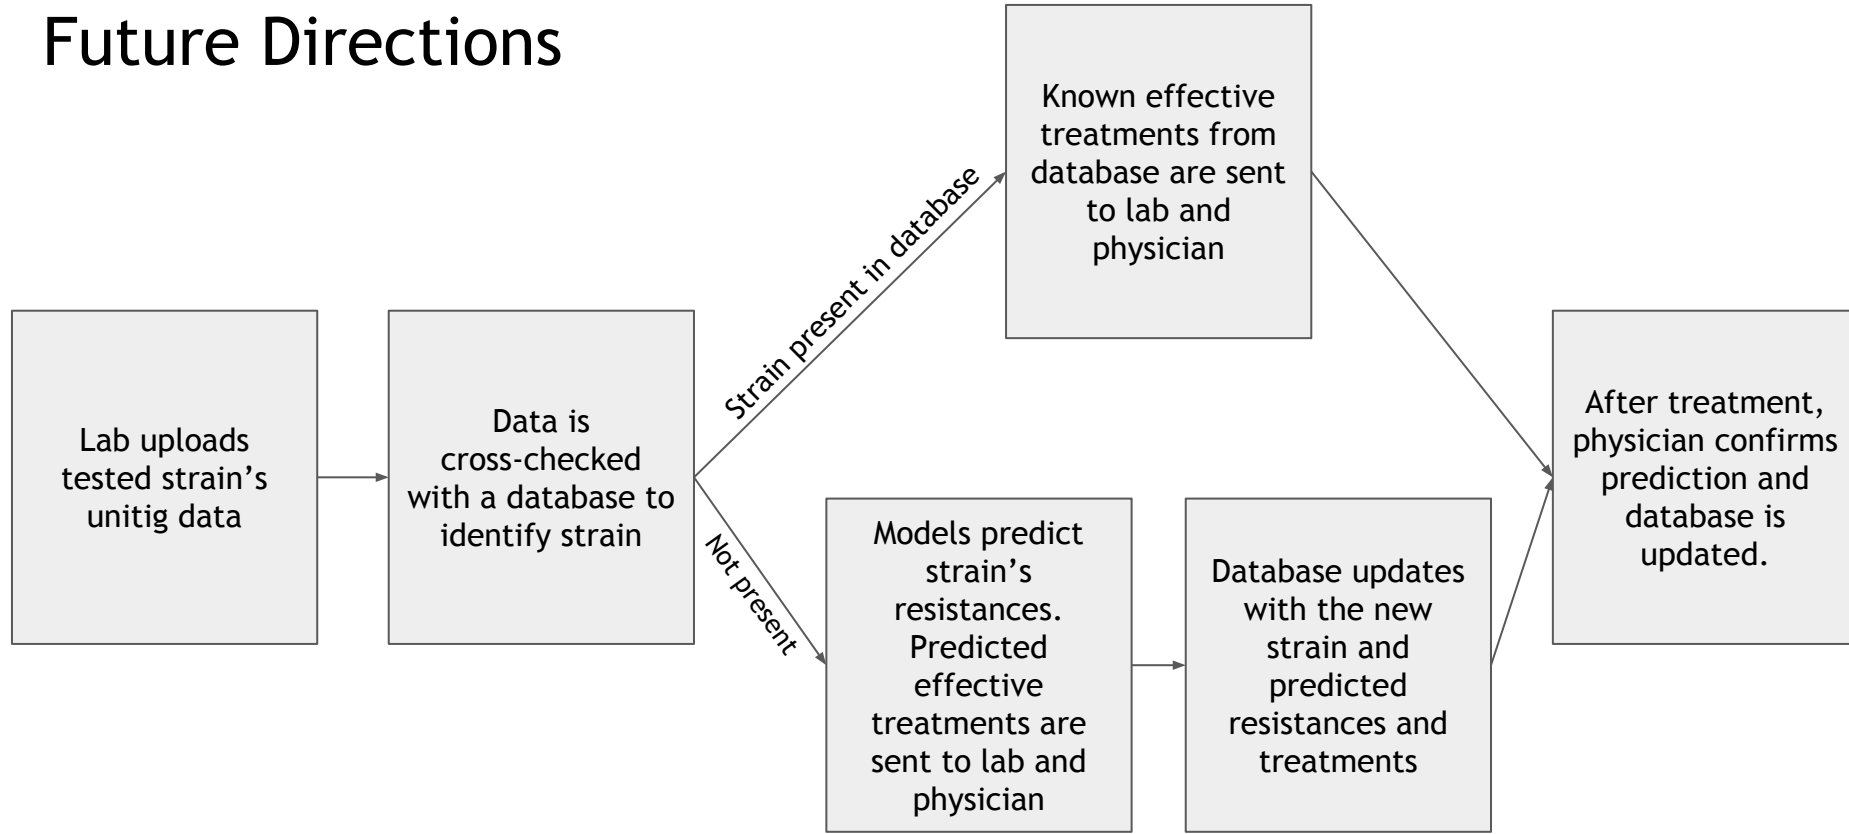 Future Directions
Lab uploads
tested strain’s
unitig data
Data is
cross-checked
with a database to
identify strain
Strain present in database
Known effective
treatments from
database are sent
to lab and
physician
Not present
Models predict
strain’s
resistances.
Predicted
effective
treatments are
sent to lab and
physician
Database updates
with the new
strain and
predicted
resistances and
treatments
After treatment,
physician confirms
prediction and
database is
updated.